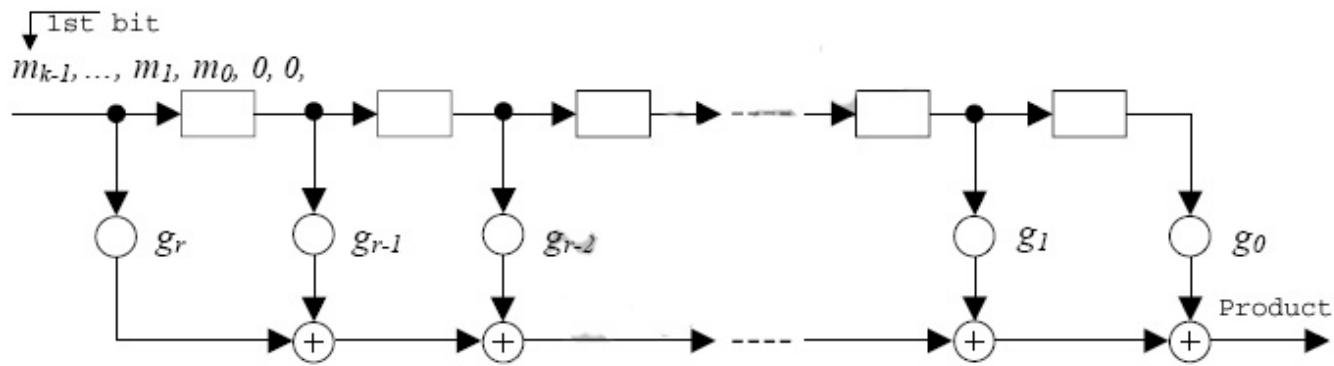 1st bit
m_{k-1}, ..., m_1, m_0, 0, 0,
g_r g_{r-1} g_{r-2} g_1 g_0
Product